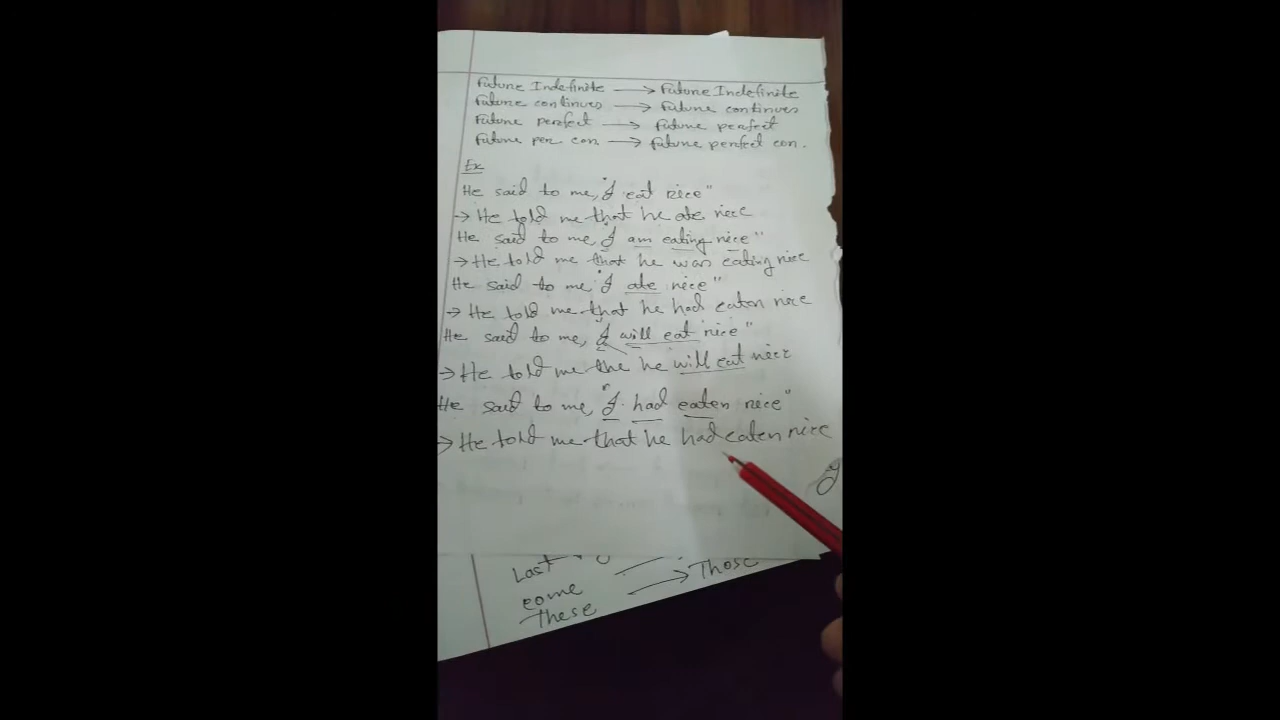 Future Indefinite → Future Indefinite
Future continues → Future continues
Future perfect → Future perfect
Future per con → Future perfect con.
Ex
He said to me, "I eat rice"
→ He told me that he ate rice
He said to me, "I am eating rice"
→ He told me that he was eating rice
He said to me, "I ate rice"
→ He told me that he had eaten rice
He said to me, "I will eat rice"
→ He told me the he will eat rice
He said to me, "I had eaten rice"
→ He told me that he had eaten rice
Last
come
These → Those